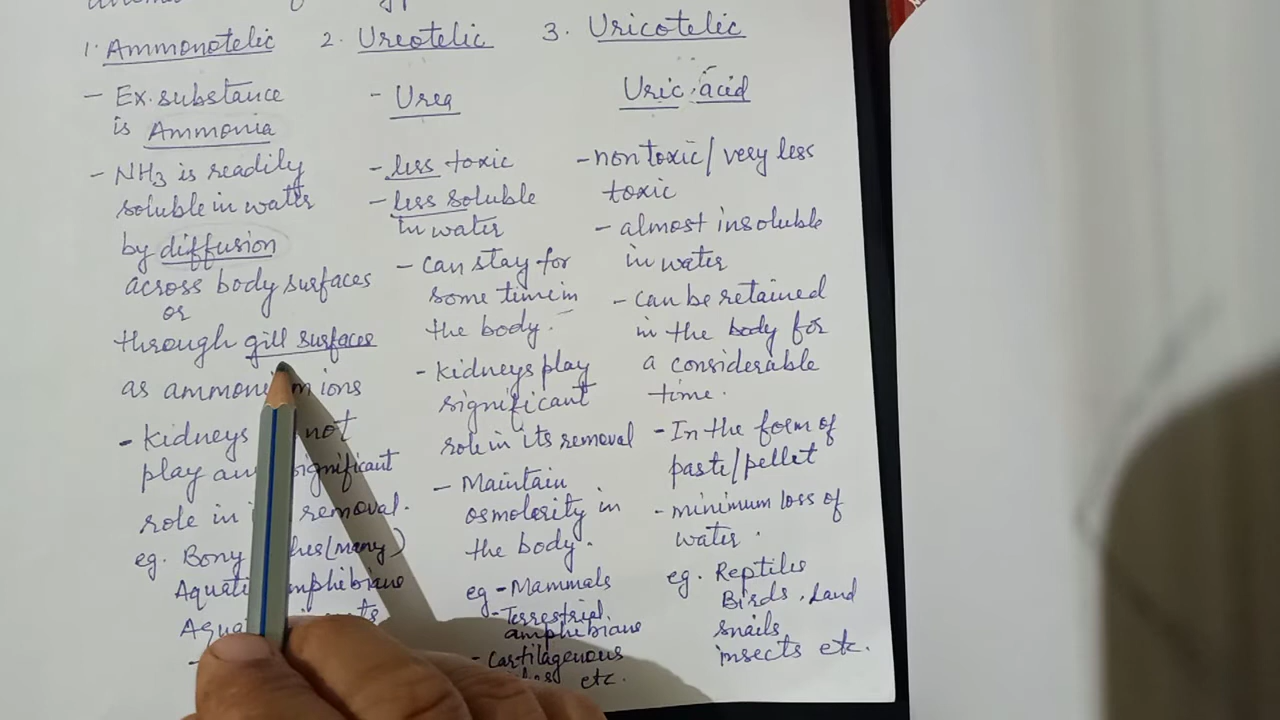 1. Ammonotelic
- Ex. substance
is Ammonia
- NH3 is readily
soluble in water
by diffusion
across body surfaces
or
through gill surfaces
as ions
- Kidneys not
play significant
role in removal.
eg. Bony (many)
2. Ureotelic
- Urea
- less toxic
- less soluble
in water
- can stay for
some time in
the body.
- kidneys play
significant
role in its removal
- Maintain
osmolority in
the body.
eg - Mammals
- Terrestrial
amphibians
- Cartilagenous
etc.
3. Uricotelic
Uric acid
- non toxic / very less
toxic
- almost insoluble
in water
- can be retained
in the body for
a considerable
time.
- In the form of
paste/pellet
- minimum loss of
water.
eg. Reptiles
Birds, Land
snails
insects etc.